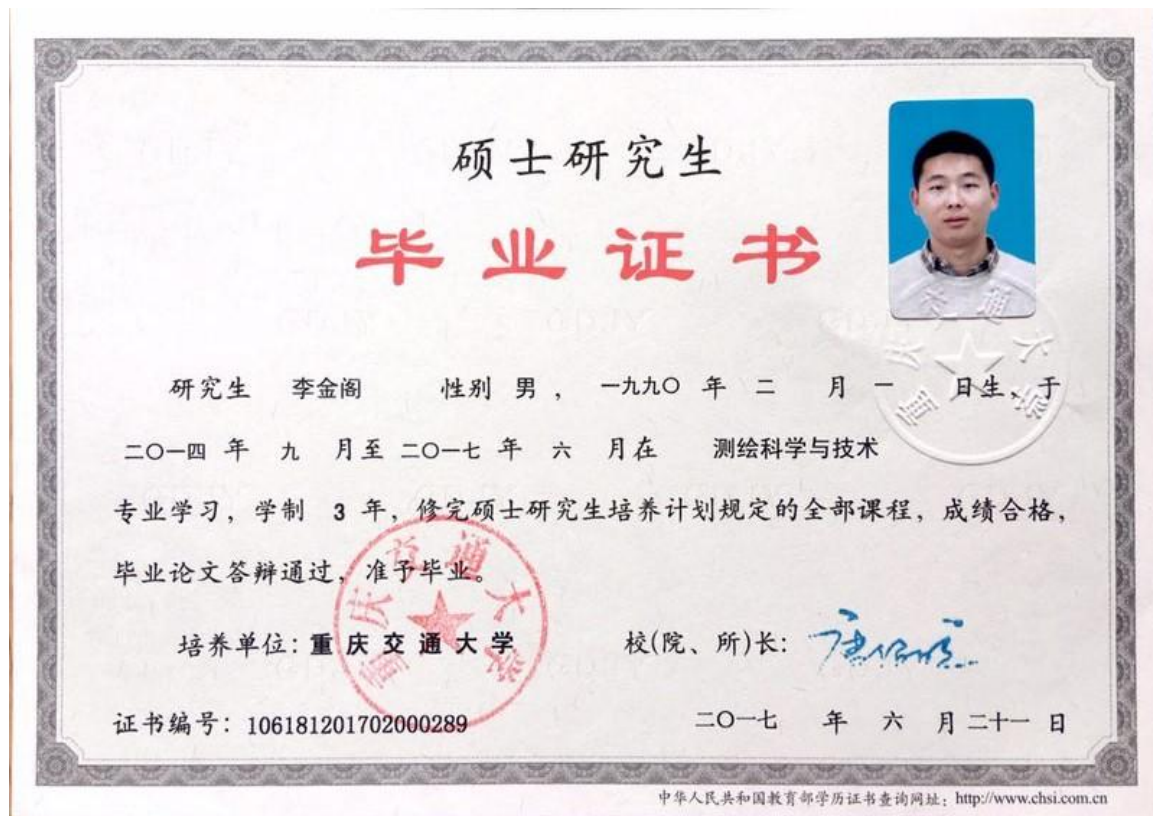 硕士研究生
毕业证书
研究生 李金阁 性别 男 ， 一九九〇 年 二 月 一 日生，于
二〇一四 年 九 月至 二〇一七 年 六 月在 测绘科学与技术
专业学习，学制 3 年，修完硕士研究生培养计划规定的全部课程，成绩合格，
毕业论文答辩通过，准予毕业。
培养单位：重庆交通大学 校(院、所)长：
重庆交通大学
证书编号：106181201702000289 二〇一七 年 六 月 二十一 日
中华人民共和国教育部学历证书查询网址：http://www.chsi.com.cn